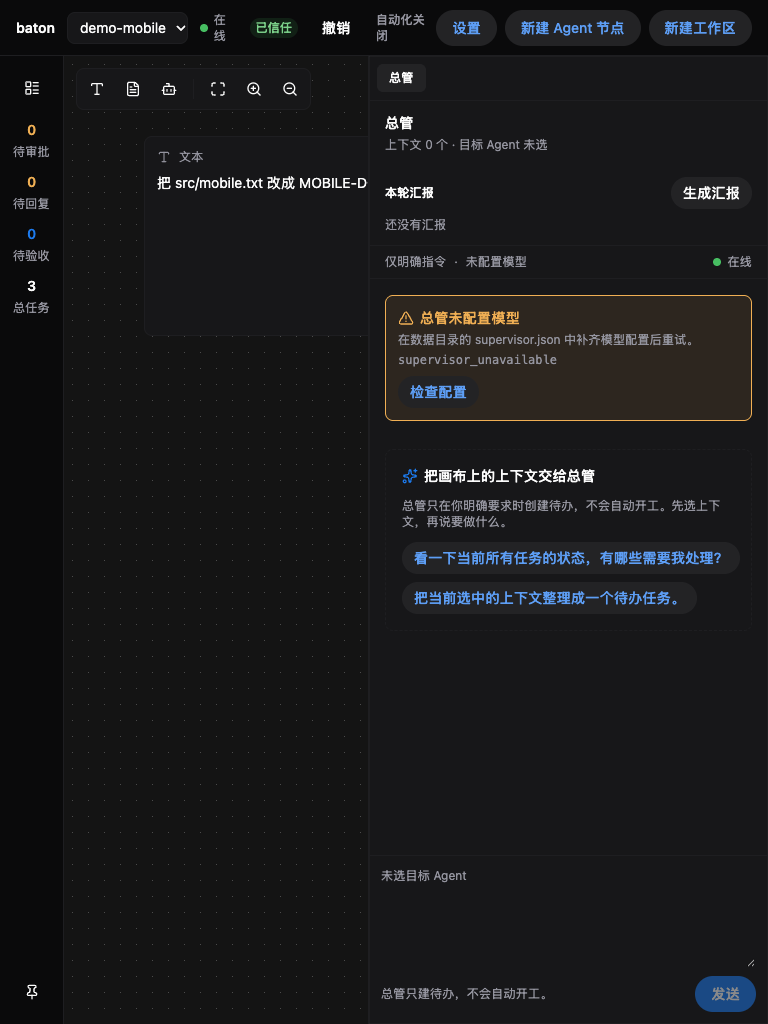 baton
demo-mobile
在
线
已信任
撤销
自动化关
闭
设置
新建 Agent 节点
新建工作区
0
待审批
0
待回复
0
待验收
3
总任务
文本
把 src/mobile.txt 改成 MOBILE-D
总管
总管
上下文 0 个 · 目标 Agent 未选
本轮汇报
生成汇报
还没有汇报
仅明确指令 · 未配置模型
在线
总管未配置模型
在数据目录的 supervisor.json 中补齐模型配置后重试。
supervisor_unavailable
检查配置
把画布上的上下文交给总管
总管只在你明确要求时创建待办，不会自动开工。先选上下
文，再说要做什么。
看一下当前所有任务的状态，有哪些需要我处理？
把当前选中的上下文整理成一个待办任务。
未选目标 Agent
总管只建待办，不会自动开工。
发送